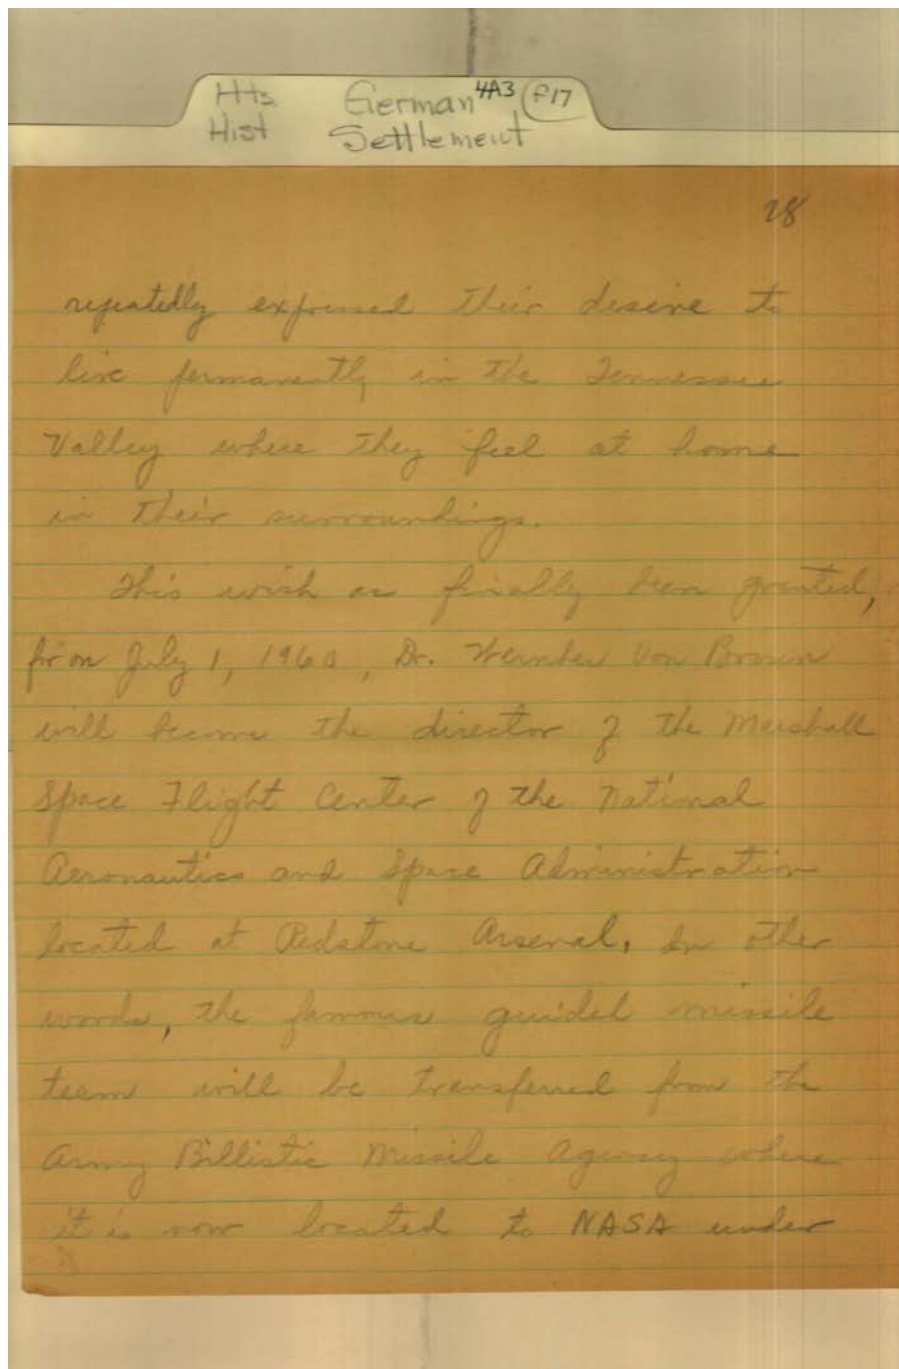 Hts. German 4A3 F17
Hist Settlement
28
repeatedly expressed their desire to
live permanently in the Tennessee
Valley where they feel at home
in their surroundings.
This wish as finally been granted,
for on July 1, 1960, Dr. Wernher Von Braun
will become the director of the Marshall
Space Flight Center of the National
Aeronautics and Space Administration
located at Redstone Arsenal. In other
words, the famous guided missile
team will be transferred from the
Army Billistic Missile Agency where
it is now located to NASA under